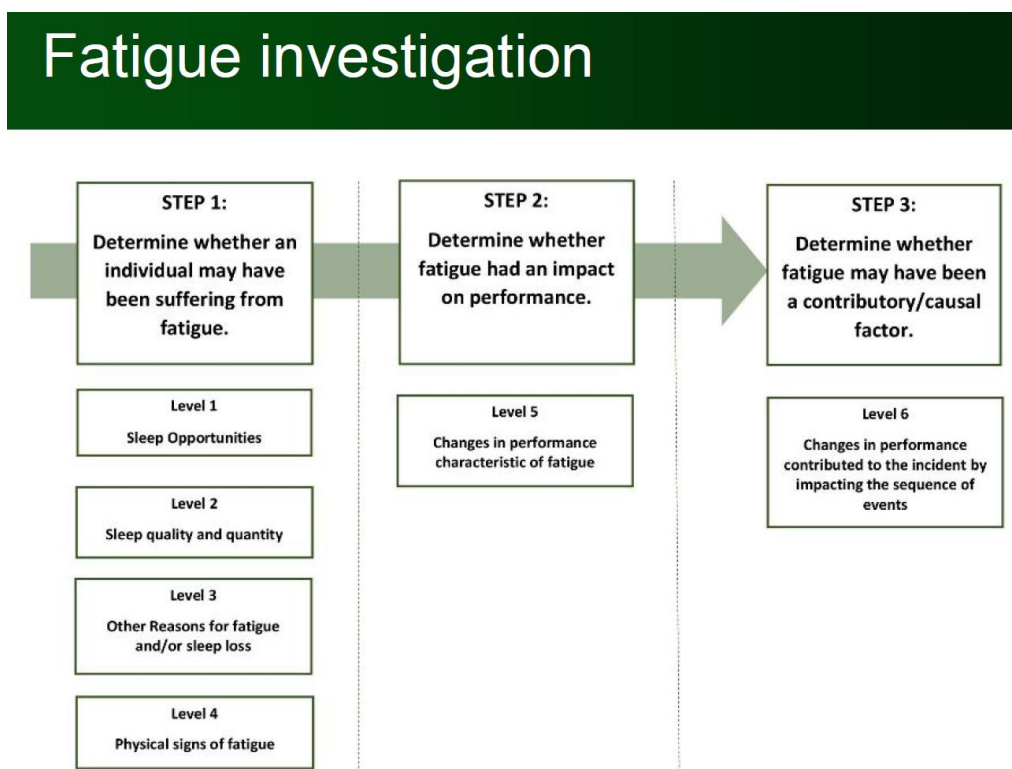 Fatigue investigation
STEP 1:
Determine whether an
individual may have
been suffering from
fatigue.
Level 1
Sleep Opportunities
Level 2
Sleep quality and quantity
Level 3
Other Reasons for fatigue
and/or sleep loss
Level 4
Physical signs of fatigue
STEP 2:
Determine whether
fatigue had an impact
on performance.
Level 5
Changes in performance
characteristic of fatigue
STEP 3:
Determine whether
fatigue may have been
a contributory/causal
factor.
Level 6
Changes in performance
contributed to the incident by
impacting the sequence of
events